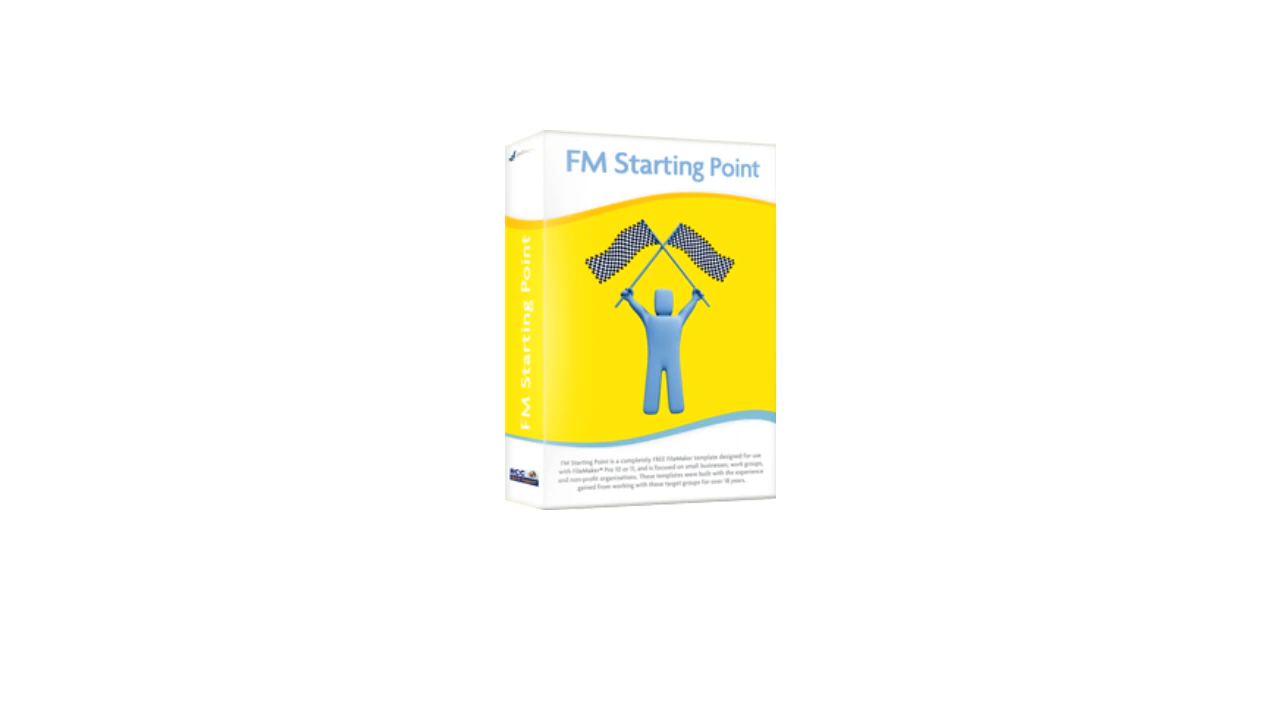 FM Starting Point
FM Starting Point
FM Starting Point is a completely FREE FileMaker template designed for use
with FileMaker® Pro 10 or 11, and is focused on small businesses, work groups,
and non-profit organisations. These templates were built with the experience
gained from working with these target groups for over 18 years.
RCC